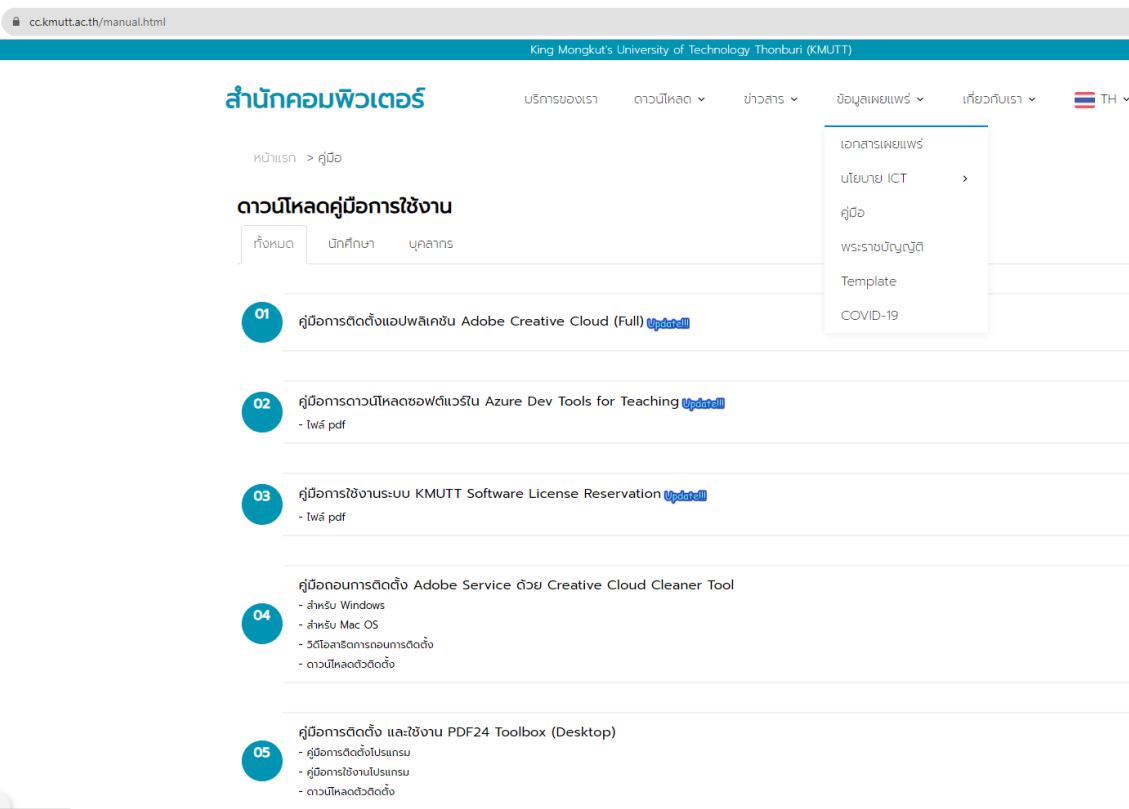 cc.kmutt.ac.th/manual.html
King Mongkut's University of Technology Thonburi (KMUTT)
สำนักคอมพิวเตอร์
บริการของเรา ดาวน์โหลด ข่าวสาร ข้อมูลเผยแพร่ เกี่ยวกับเรา TH
เอกสารเผยแพร่
นโยบาย ICT
คู่มือ
พระราชบัญญัติ
Template
COVID-19
หน้าแรก > คู่มือ
ดาวน์โหลดคู่มือการใช้งาน
ทั้งหมด นักศึกษา บุคลากร
01
คู่มือการติดตั้งแอปพลิเคชัน Adobe Creative Cloud (Full) Update!!!
02
คู่มือการดาวน์โหลดซอฟต์แวร์ใน Azure Dev Tools for Teaching Update!!!
- ไฟล์ pdf
03
คู่มือการใช้งานระบบ KMUTT Software License Reservation Update!!!
- ไฟล์ pdf
04
คู่มือถอนการติดตั้ง Adobe Service ด้วย Creative Cloud Cleaner Tool
- สำหรับ Windows
- สำหรับ Mac OS
- วิดีโอสาธิตการถอนการติดตั้ง
- ดาวน์โหลดตัวติดตั้ง
05
คู่มือการติดตั้ง และใช้งาน PDF24 Toolbox (Desktop)
- คู่มือการติดตั้งโปรแกรม
- คู่มือการใช้งานโปรแกรม
- ดาวน์โหลดตัวติดตั้ง